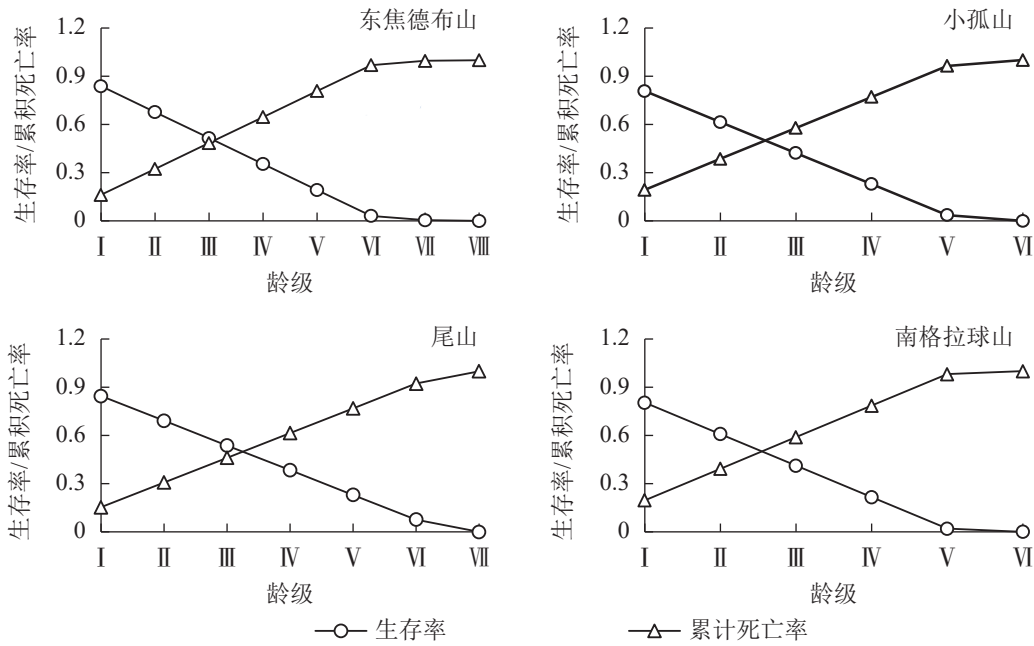 东焦德布山
生存率/累积死亡率
1.2
0.9
0.6
0.3
0
Ⅰ Ⅱ Ⅲ Ⅳ Ⅴ Ⅵ Ⅶ Ⅷ
龄级
小孤山
生存率/累积死亡率
1.2
0.9
0.6
0.3
0
Ⅰ Ⅱ Ⅲ Ⅳ Ⅴ Ⅵ
龄级
尾山
生存率/累积死亡率
1.2
0.9
0.6
0.3
0
Ⅰ Ⅱ Ⅲ Ⅳ Ⅴ Ⅵ Ⅶ
龄级
南格拉球山
生存率/累积死亡率
1.2
0.9
0.6
0.3
0
Ⅰ Ⅱ Ⅲ Ⅳ Ⅴ Ⅵ
龄级
生存率 累计死亡率